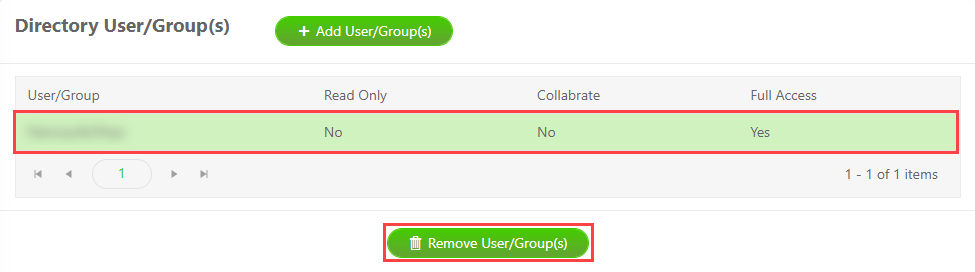 Directory User/Group(s)
+ Add User/Group(s)
User/Group Read Only Collabrate Full Access
No No Yes
1
1 - 1 of 1 items
Remove User/Group(s)